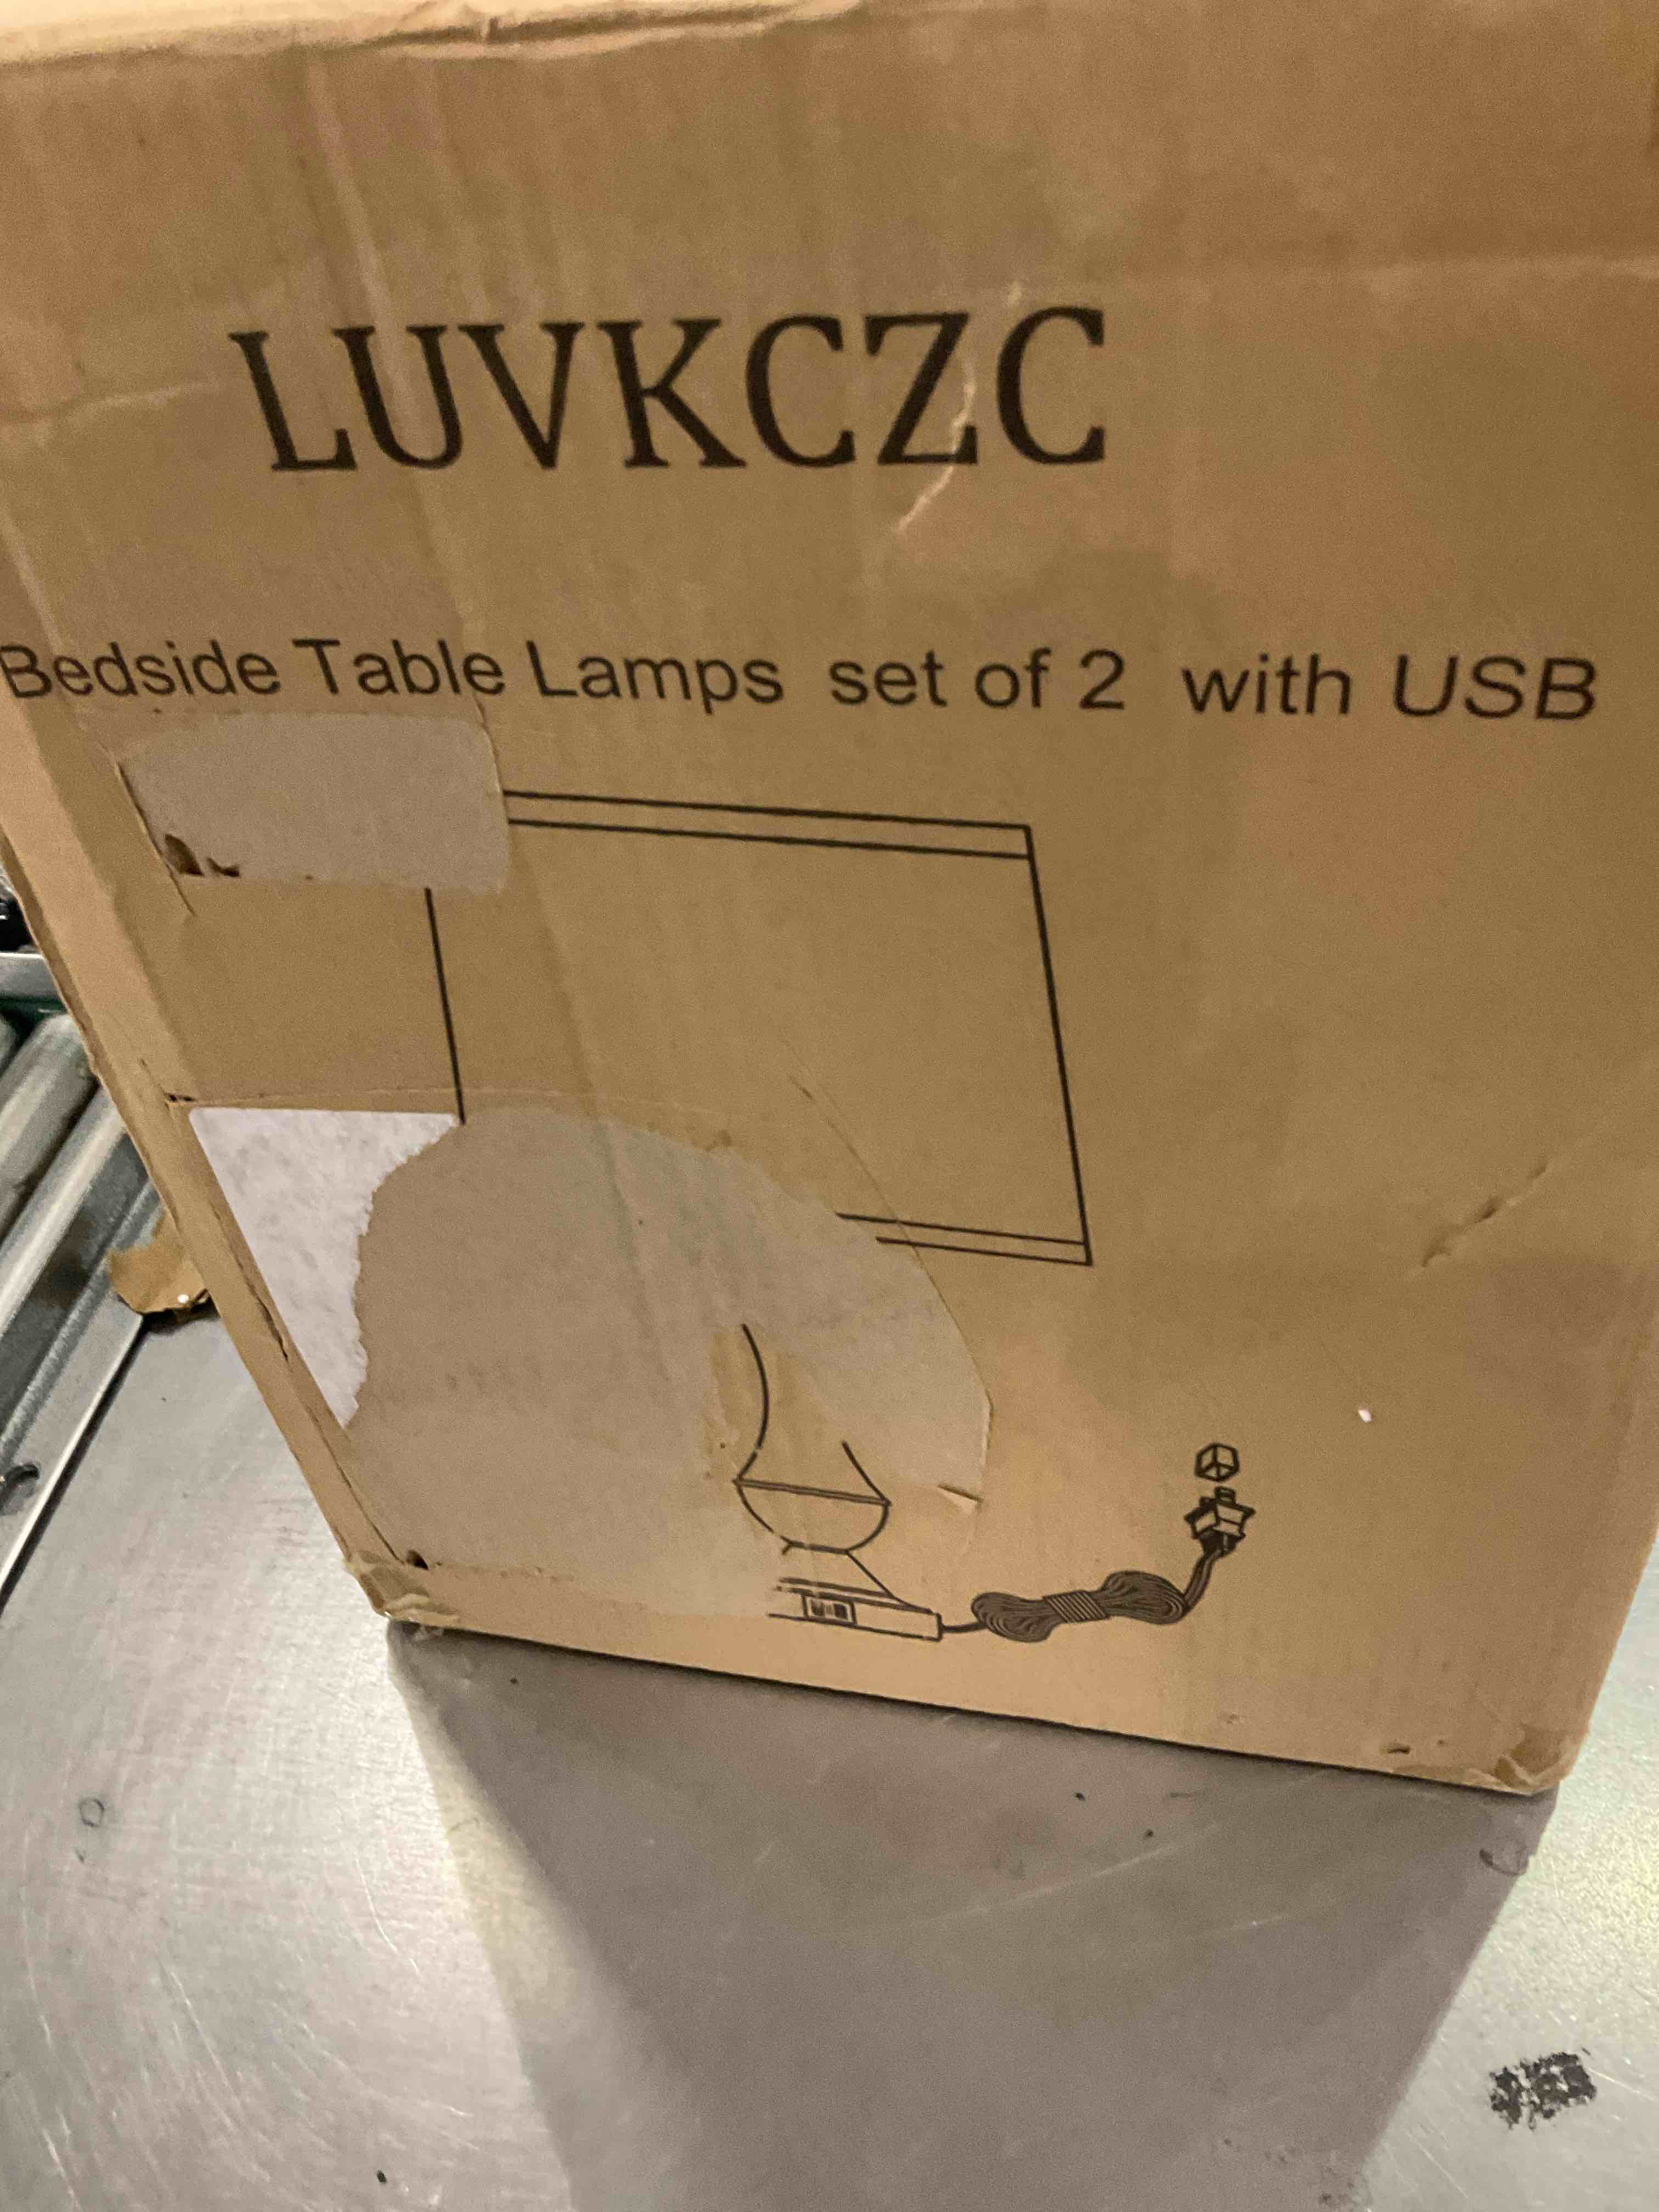 LUVKCZC
Bedside Table Lamps set of 2 with USB